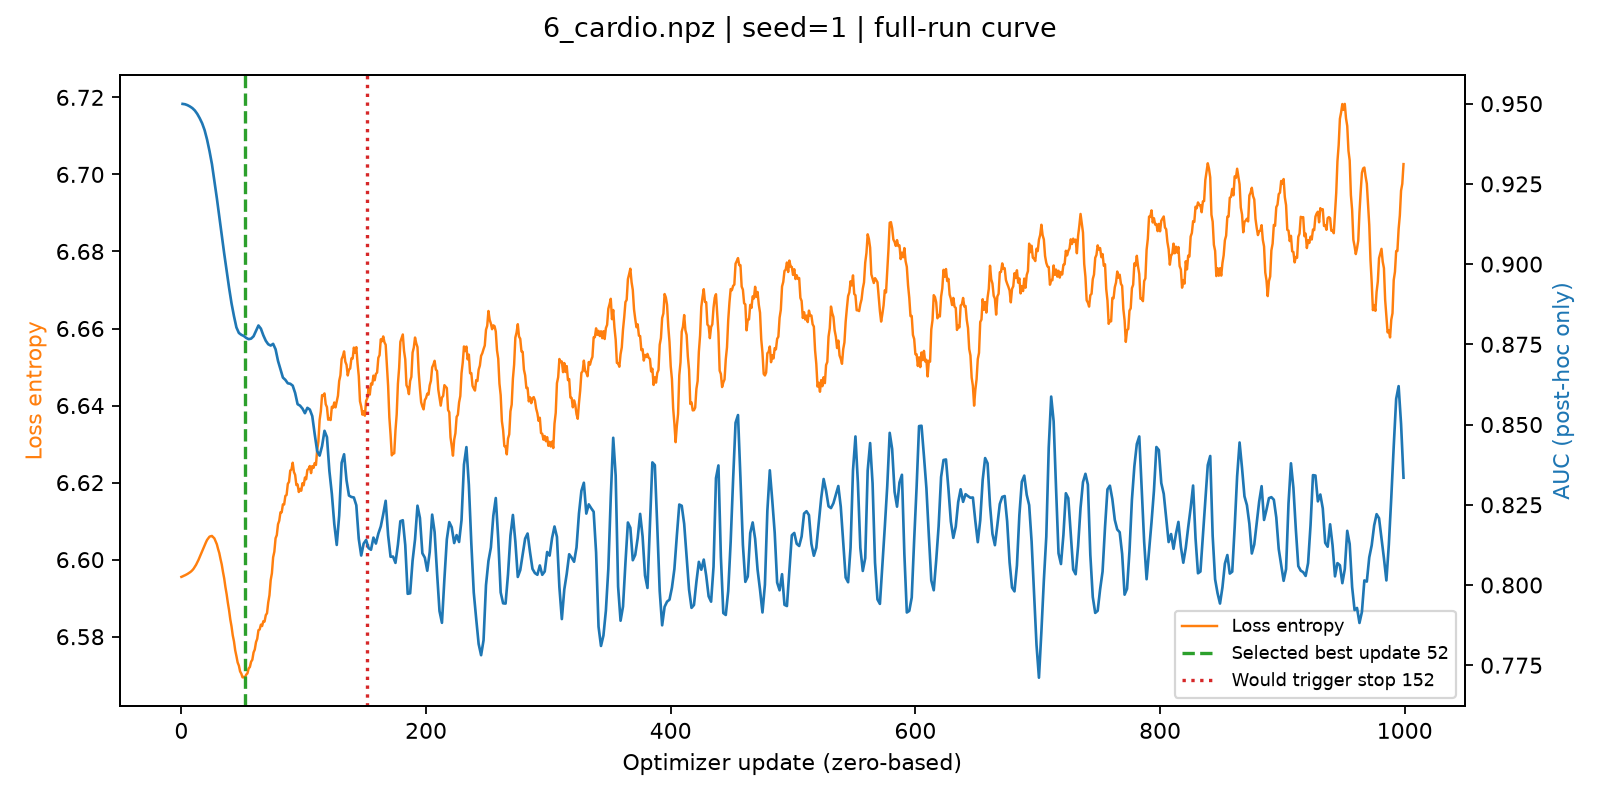 6_cardio.npz | seed=1 | full-run curve
6.72
6.70
6.68
6.66
6.64
6.62
6.60
6.58
Loss entropy
0.950
0.925
0.900
0.875
0.850
0.825
0.800
0.775
AUC (post-hoc only)
Loss entropy
Selected best update 52
Would trigger stop 152
0 200 400 600 800 1000
Optimizer update (zero-based)